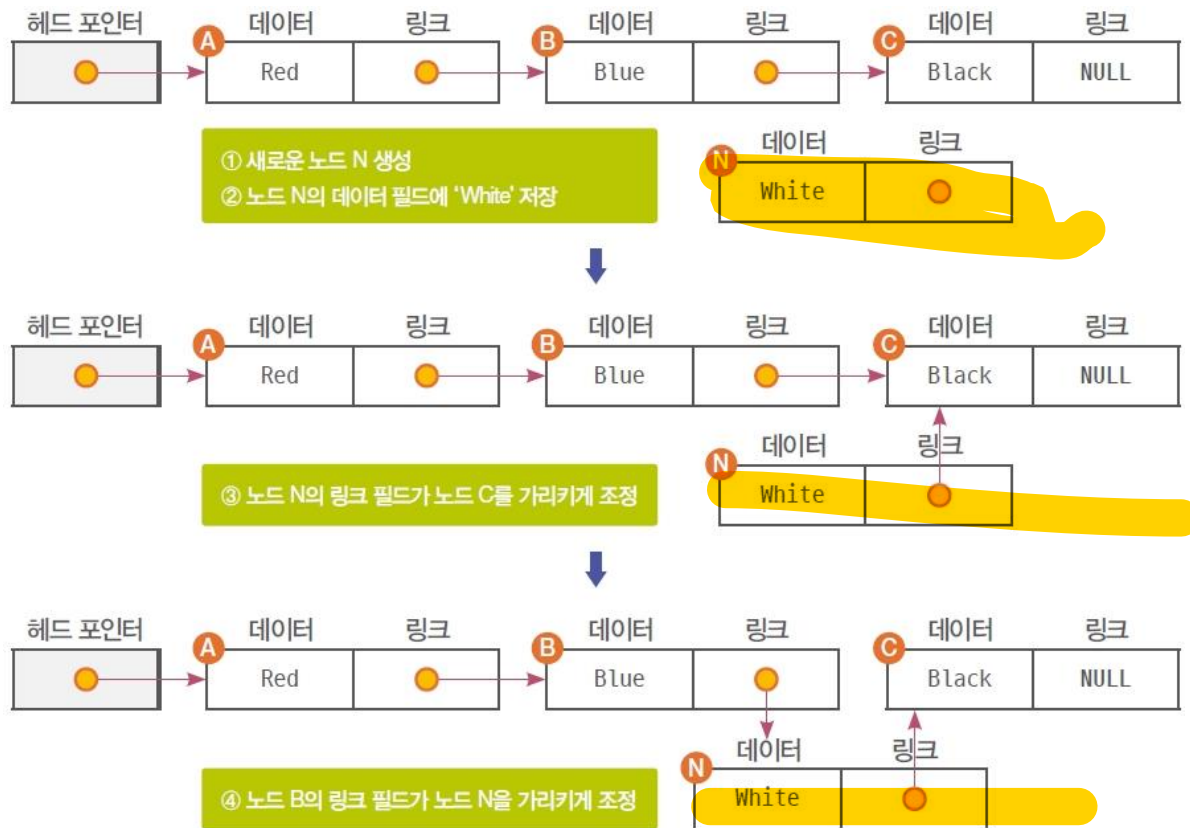 헤드 포인터 데이터 링크 데이터 링크 데이터 링크
A B C
Red Blue Black NULL
① 새로운 노드 N 생성
② 노드 N의 데이터 필드에 ‘White’ 저장
데이터 링크
N
White
헤드 포인터 데이터 링크 데이터 링크 데이터 링크
A B C
Red Blue Black NULL
③ 노드 N의 링크 필드가 노드 C를 가리키게 조정
데이터 링크
N
White
헤드 포인터 데이터 링크 데이터 링크 데이터 링크
A B C
Red Blue Black NULL
④ 노드 B의 링크 필드가 노드 N을 가리키게 조정
데이터 링크
N
White